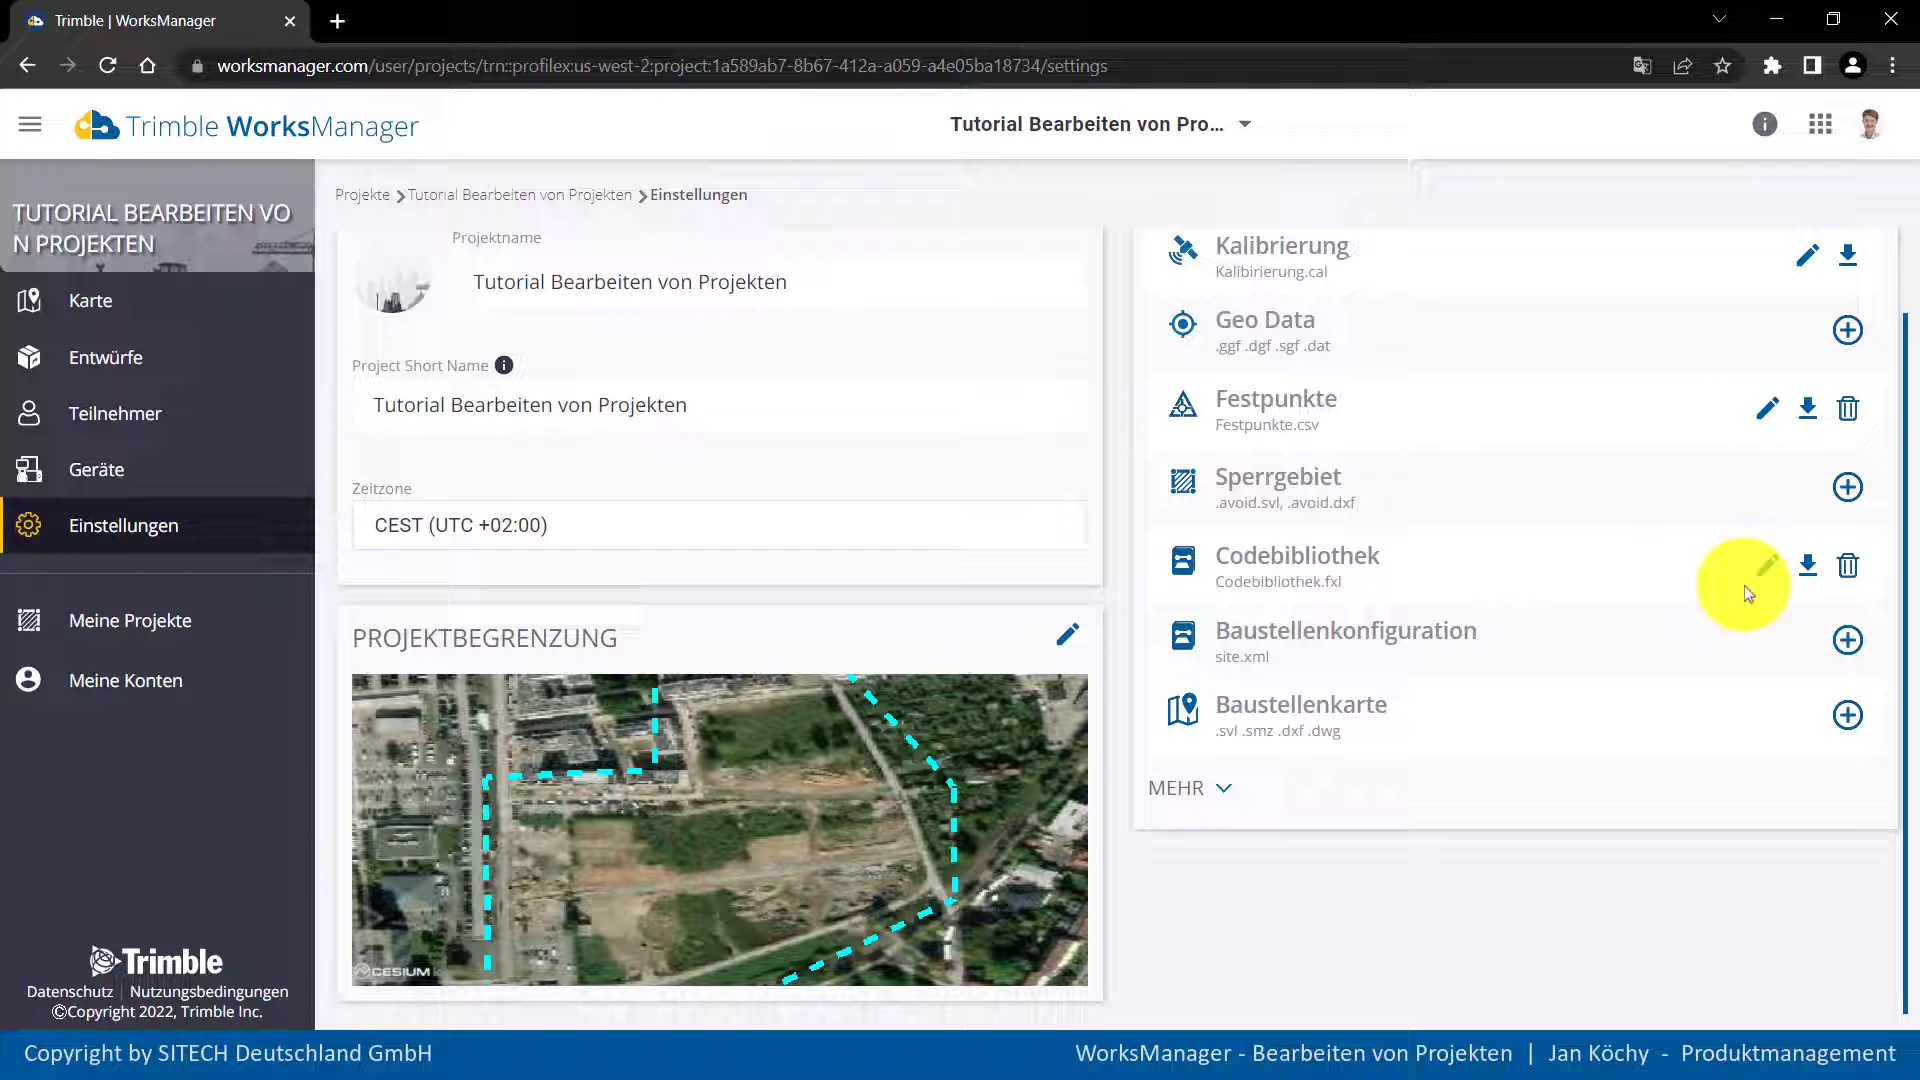 Trimble | WorksManager
worksmanager.com/user/projects/trn::profilex:us-west-2:project:1a589ab7-8b67-412a-a059-a4e05ba18734/settings
Trimble WorksManager
Tutorial Bearbeiten von Pro...
TUTORIAL BEARBEITEN VO
N PROJEKTEN
Karte
Entwürfe
Teilnehmer
Geräte
Einstellungen
Meine Projekte
Meine Konten
Trimble
Datenschutz | Nutzungsbedingungen
©Copyright 2022, Trimble Inc.
Projekte > Tutorial Bearbeiten von Projekten > Einstellungen
Projektname
Tutorial Bearbeiten von Projekten
Project Short Name
Tutorial Bearbeiten von Projekten
Zeitzone
CEST (UTC +02:00)
PROJEKTBEGRENZUNG
CESIUM
Kalibrierung
Kalibirierung.cal
Geo Data
.ggf .dgf .sgf .dat
Festpunkte
Festpunkte.csv
Sperrgebiet
.avoid.svl, .avoid.dxf
Codebibliothek
Codebibliothek.fxl
Baustellenkonfiguration
site.xml
Baustellenkarte
.svl .smz .dxf .dwg
MEHR
Copyright by SITECH Deutschland GmbH
WorksManager - Bearbeiten von Projekten | Jan Köchy - Produktmanagement